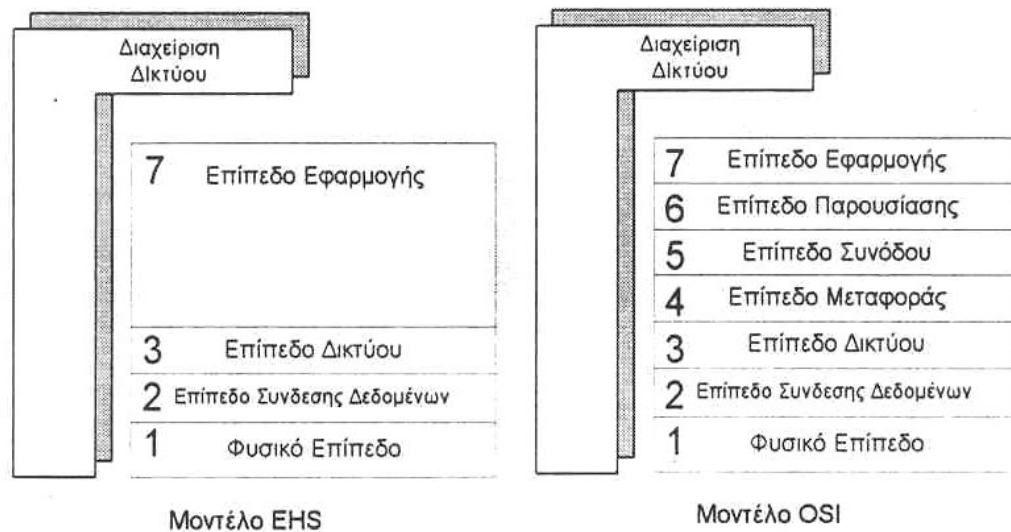 Διαχείριση
Δικτύου
7 Επίπεδο Εφαρμογής
3 Επίπεδο Δικτύου
2 Επίπεδο Συνδεσης Δεδομένων
1 Φυσικό Επίπεδο
Μοντέλο EHS
Διαχείριση
Δικτύου
7 Επίπεδο Εφαρμογής
6 Επίπεδο Παρουσίασης
5 Επίπεδο Συνόδου
4 Επίπεδο Μεταφοράς
3 Επίπεδο Δικτύου
2 Επίπεδο Συνδεσης Δεδομένων
1 Φυσικό Επίπεδο
Μοντέλο OSI